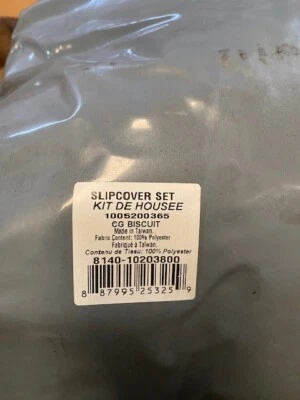 SLIPCOVER SET
KIT DE HOUSEE
1005200365
CG BISCUIT
Made in Taiwan.
Fabric Content: 100% Polyester
Fabriqué à Taïwan.
Contenu de Tissu: 100% Polyester
8140-10203800
8 87995 25325 9